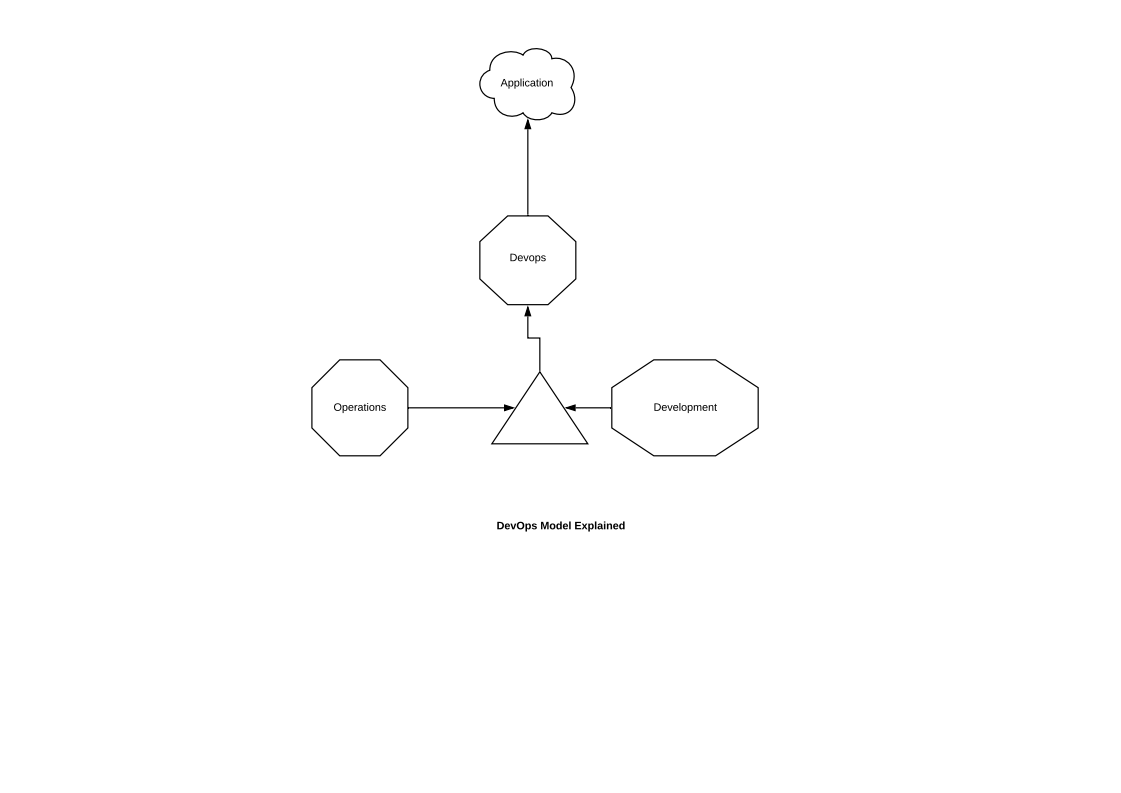 Application
Devops
Operations
Development
DevOps Model Explained